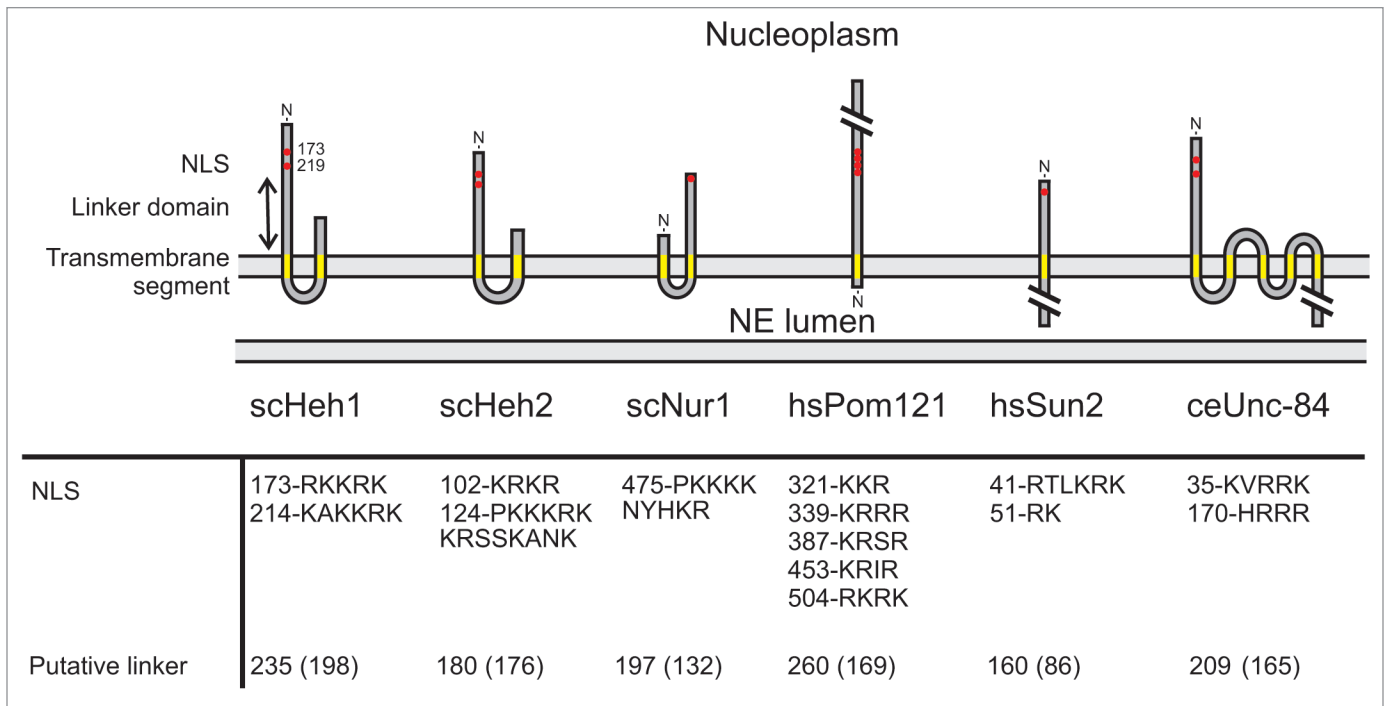 Nucleoplasm
N
N
N
N
N
N
173
219
NLS
Linker domain
Transmembrane
segment
NE lumen
scHeh1 scHeh2 scNur1 hsPom121 hsSun2 ceUnc-84
NLS 173-RKKRK 102-KRKR 475-PKKKK 321-KKR 41-RTLKRK 35-KVRRK
214-KAKKRK 124-PKKKRK NYHKR 339-KRRR 51-RK 170-HRRR
KRSSKANK 387-KRSR
453-KRIR
504-RKRK
Putative linker 235 (198) 180 (176) 197 (132) 260 (169) 160 (86) 209 (165)